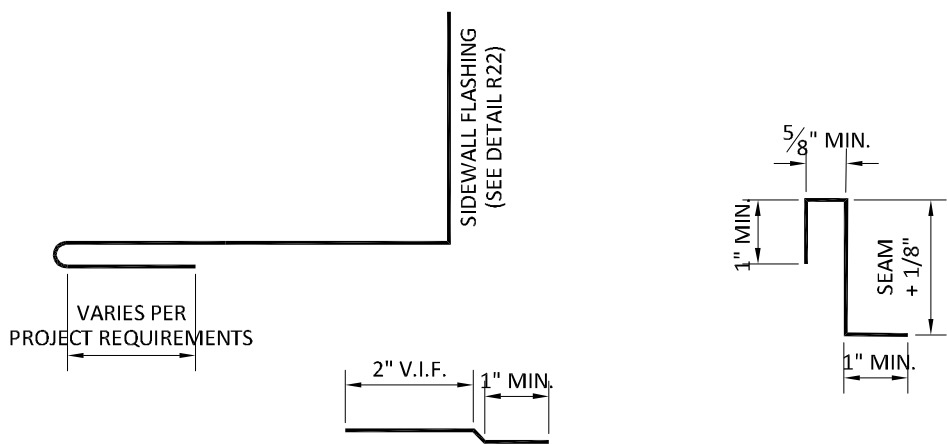 SIDEWALL FLASHING
(SEE DETAIL R22)
5/8" MIN.
1" MIN.
SEAM
+ 1/8"
1" MIN.
VARIES PER
PROJECT REQUIREMENTS
2" V.I.F.
1" MIN.